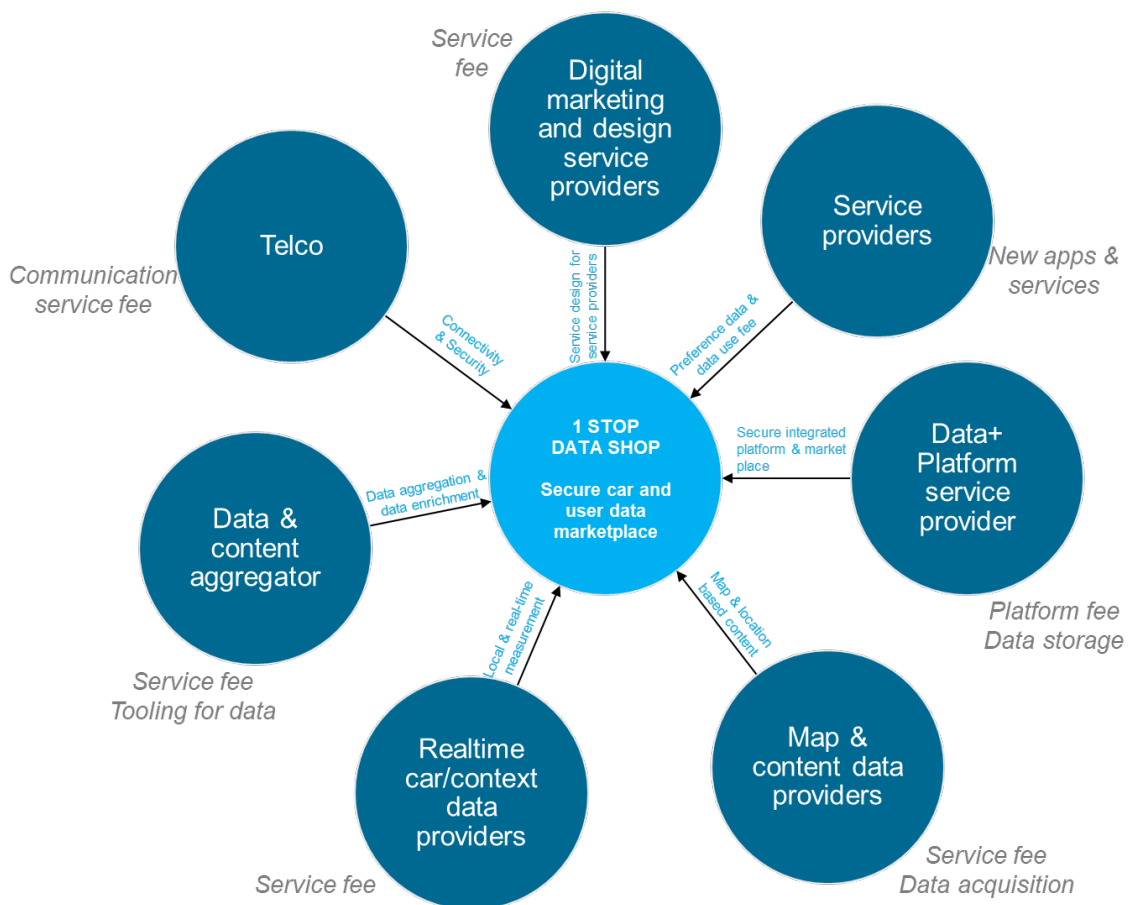 Service
fee
Digital
marketing
and design
service
providers
Service
providers
New apps &
services
Telco
Communication
service fee
Connectivity
& Security
Service design for
service providers
Preference data &
data use fee
1 STOP
DATA SHOP
Secure car and
user data
marketplace
Secure integrated
platform & market
place
Data+
Platform
service
provider
Platform fee
Data storage
Data aggregation &
data enrichment
Data &
content
aggregator
Service fee
Tooling for data
Local & real-time
measurement
Realtime
car/context
data
providers
Service fee
Map & location
based content
Map &
content data
providers
Service fee
Data acquisition